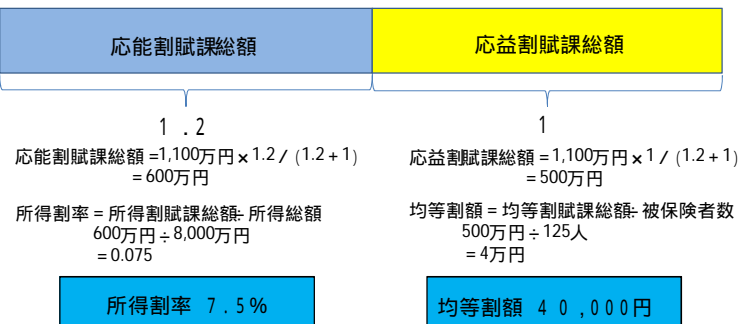 応能割賦課総額
応益割賦課総額
1.2
1
応能割賦課総額=1,100万円×1.2/(1.2+1)
=600万円
応益割賦課総額=1,100万円×1/(1.2+1)
=500万円
所得割率=所得割賦課総額÷所得総額
600万円÷8,000万円
=0.075
均等割額=均等割賦課総額÷被保険者数
500万円÷125人
=4万円
所得割率 7.5%
均等割額 40,000円